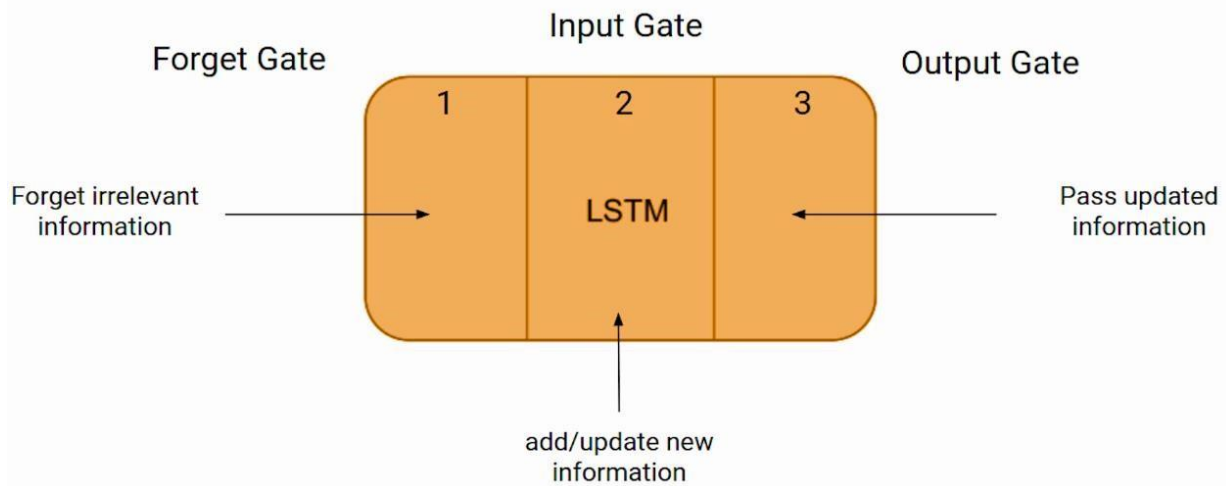 Input Gate
Forget Gate
Output Gate
1
2
3
Forget irrelevant
information
LSTM
Pass updated
information
add/update new
information